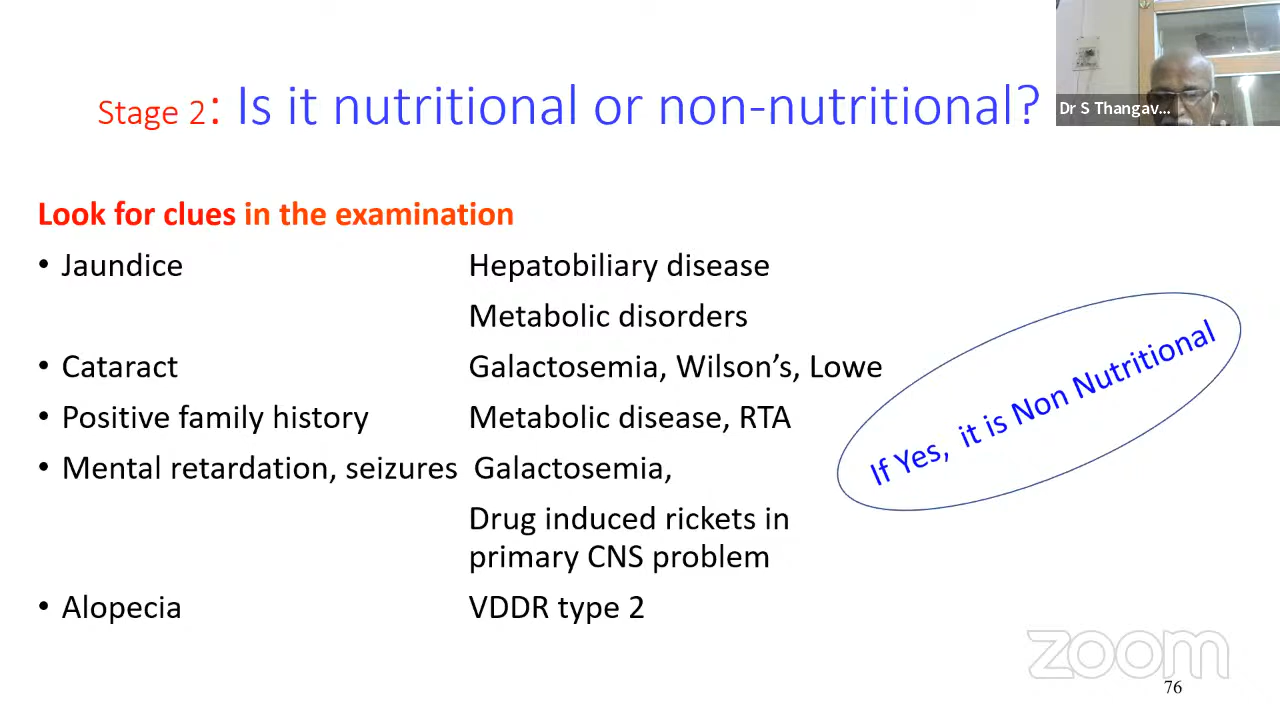 Dr S Thangav...
Stage 2: Is it nutritional or non-nutritional?
Look for clues in the examination
• Jaundice Hepatobiliary disease
Metabolic disorders
• Cataract Galactosemia, Wilson’s, Lowe
• Positive family history Metabolic disease, RTA
• Mental retardation, seizures Galactosemia,
Drug induced rickets in
primary CNS problem
• Alopecia VDDR type 2
If Yes, it is Non Nutritional
zoom
76